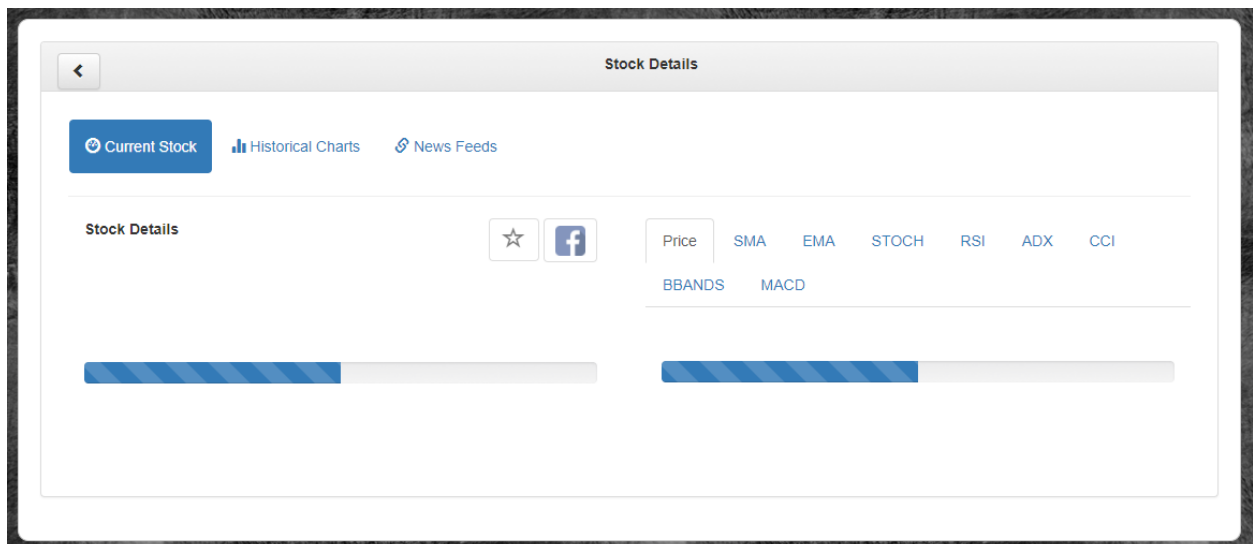 Stock Details
Current Stock Historical Charts News Feeds
Stock Details
Price SMA EMA STOCH RSI ADX CCI
BBANDS MACD